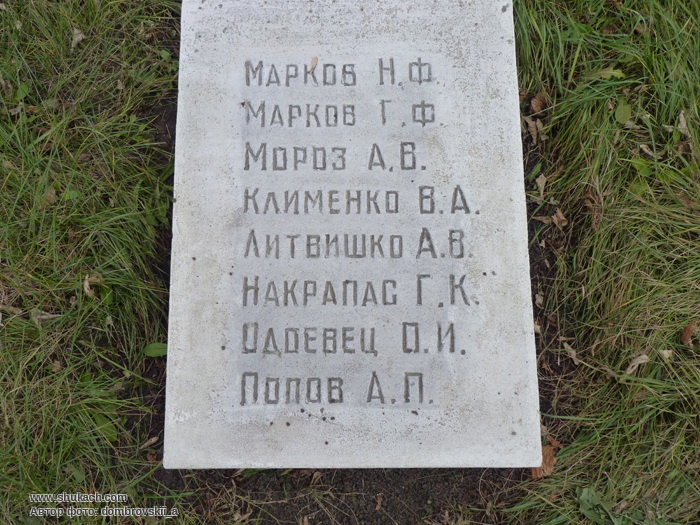 Марков Н.Ф.
Марков Г.Ф.
Мороз А.В.
Клименко В.А.
Литвишко А.В.
Накрапас Г.К.
Одоевец О.И.
Попов А.П.
www.shukach.com
Автор фото: dombrovskii_a